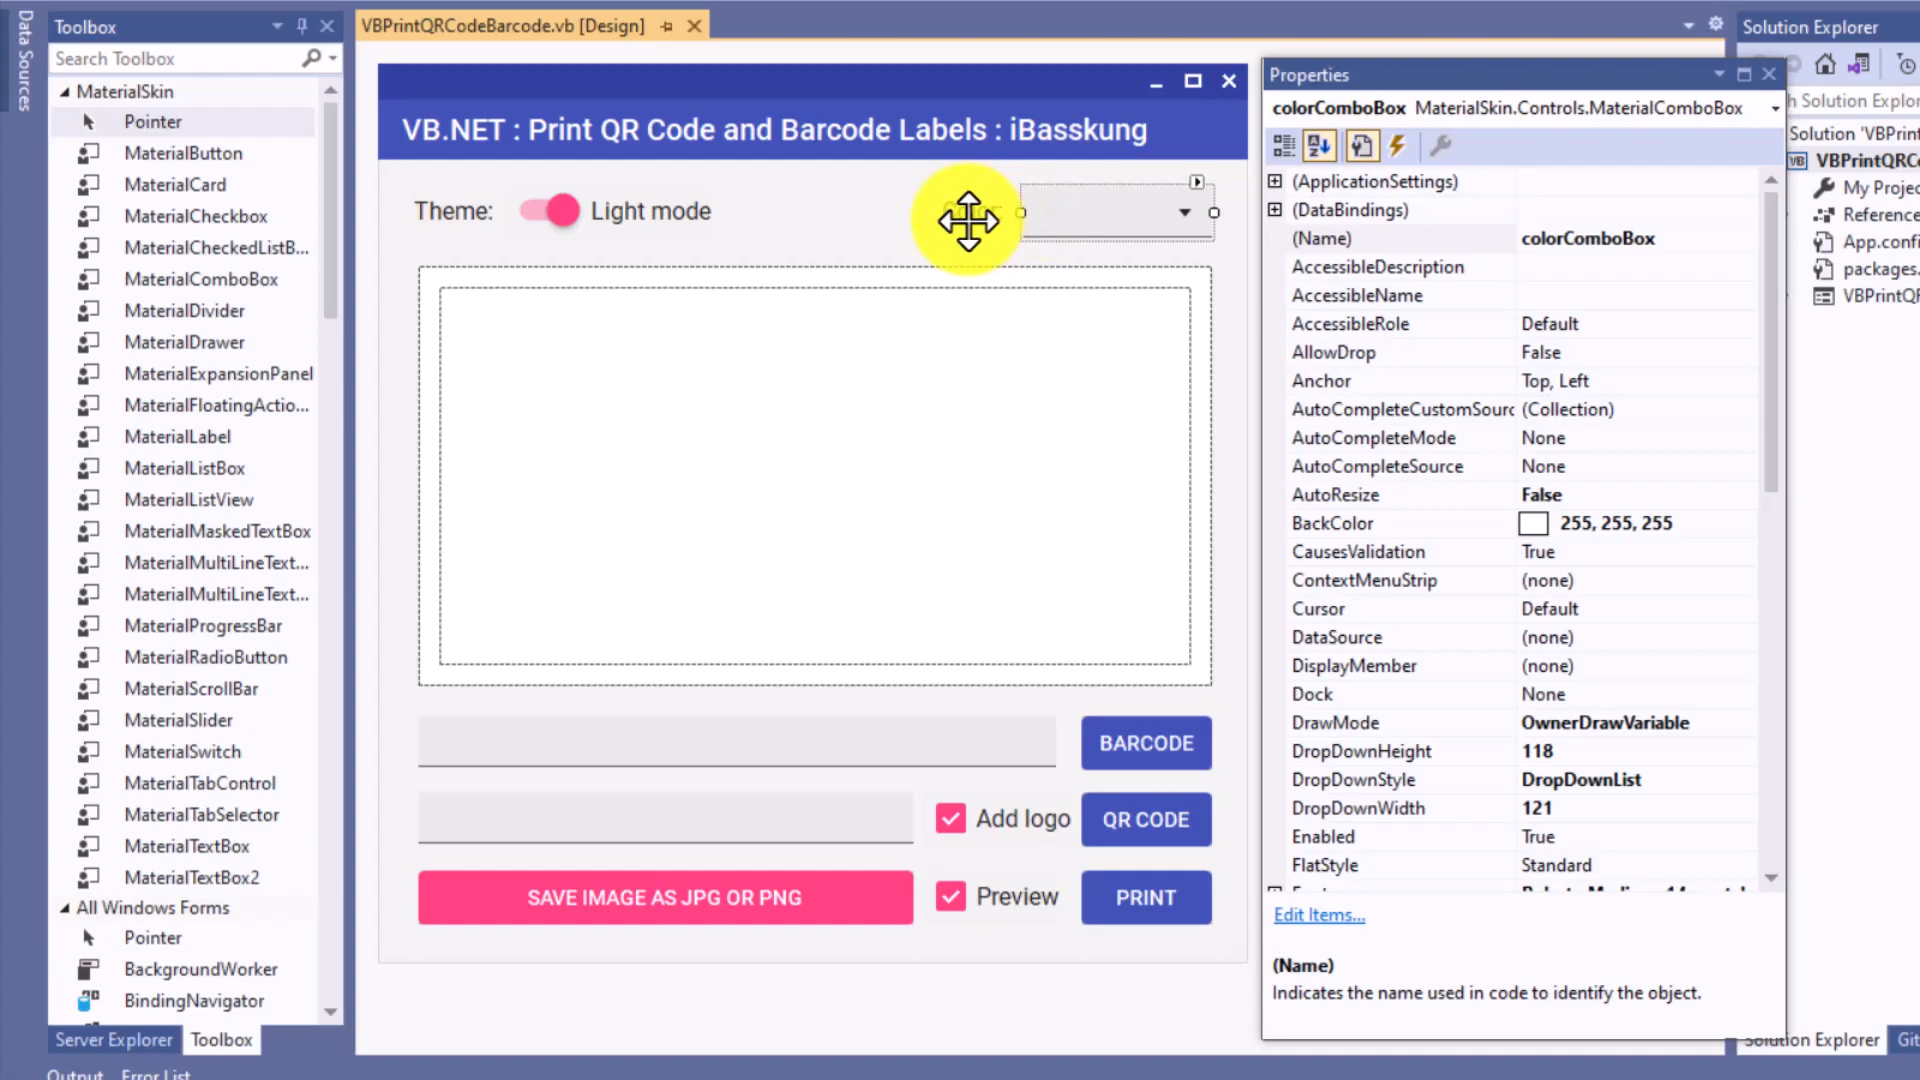 Data Sources
Toolbox
Search Toolbox
MaterialSkin
Pointer
MaterialButton
MaterialCard
MaterialCheckbox
MaterialCheckedListB...
MaterialComboBox
MaterialDivider
MaterialDrawer
MaterialExpansionPanel
MaterialFloatingActio...
MaterialLabel
MaterialListBox
MaterialListView
MaterialMaskedTextBox
MaterialMultiLineText...
MaterialMultiLineText...
MaterialProgressBar
MaterialRadioButton
MaterialScrollBar
MaterialSlider
MaterialSwitch
MaterialTabControl
MaterialTabSelector
MaterialTextBox
MaterialTextBox2
All Windows Forms
Pointer
BackgroundWorker
BindingNavigator
Server Explorer
Toolbox
Output
Error List
VBPrintQRCodeBarcode.vb [Design]
VB.NET : Print QR Code and Barcode Labels : iBasskung
Theme:
Light mode
BARCODE
Add logo
QR CODE
SAVE IMAGE AS JPG OR PNG
Preview
PRINT
Properties
colorComboBox MaterialSkin.Controls.MaterialComboBox
(ApplicationSettings)
(DataBindings)
(Name) colorComboBox
AccessibleDescription
AccessibleName
AccessibleRole Default
AllowDrop False
Anchor Top, Left
AutoCompleteCustomSourc (Collection)
AutoCompleteMode None
AutoCompleteSource None
AutoResize False
BackColor 255, 255, 255
CausesValidation True
ContextMenuStrip (none)
Cursor Default
DataSource (none)
DisplayMember (none)
Dock None
DrawMode OwnerDrawVariable
DropDownHeight 118
DropDownStyle DropDownList
DropDownWidth 121
Enabled True
FlatStyle Standard
Edit Items...
(Name)
Indicates the name used in code to identify the object.
Solution Explorer
h Solution Explor
Solution 'VBPrint
VBPrintQRC
My Projec
Reference
App.confi
packages.
VBPrintQF
Solution Explorer
Git